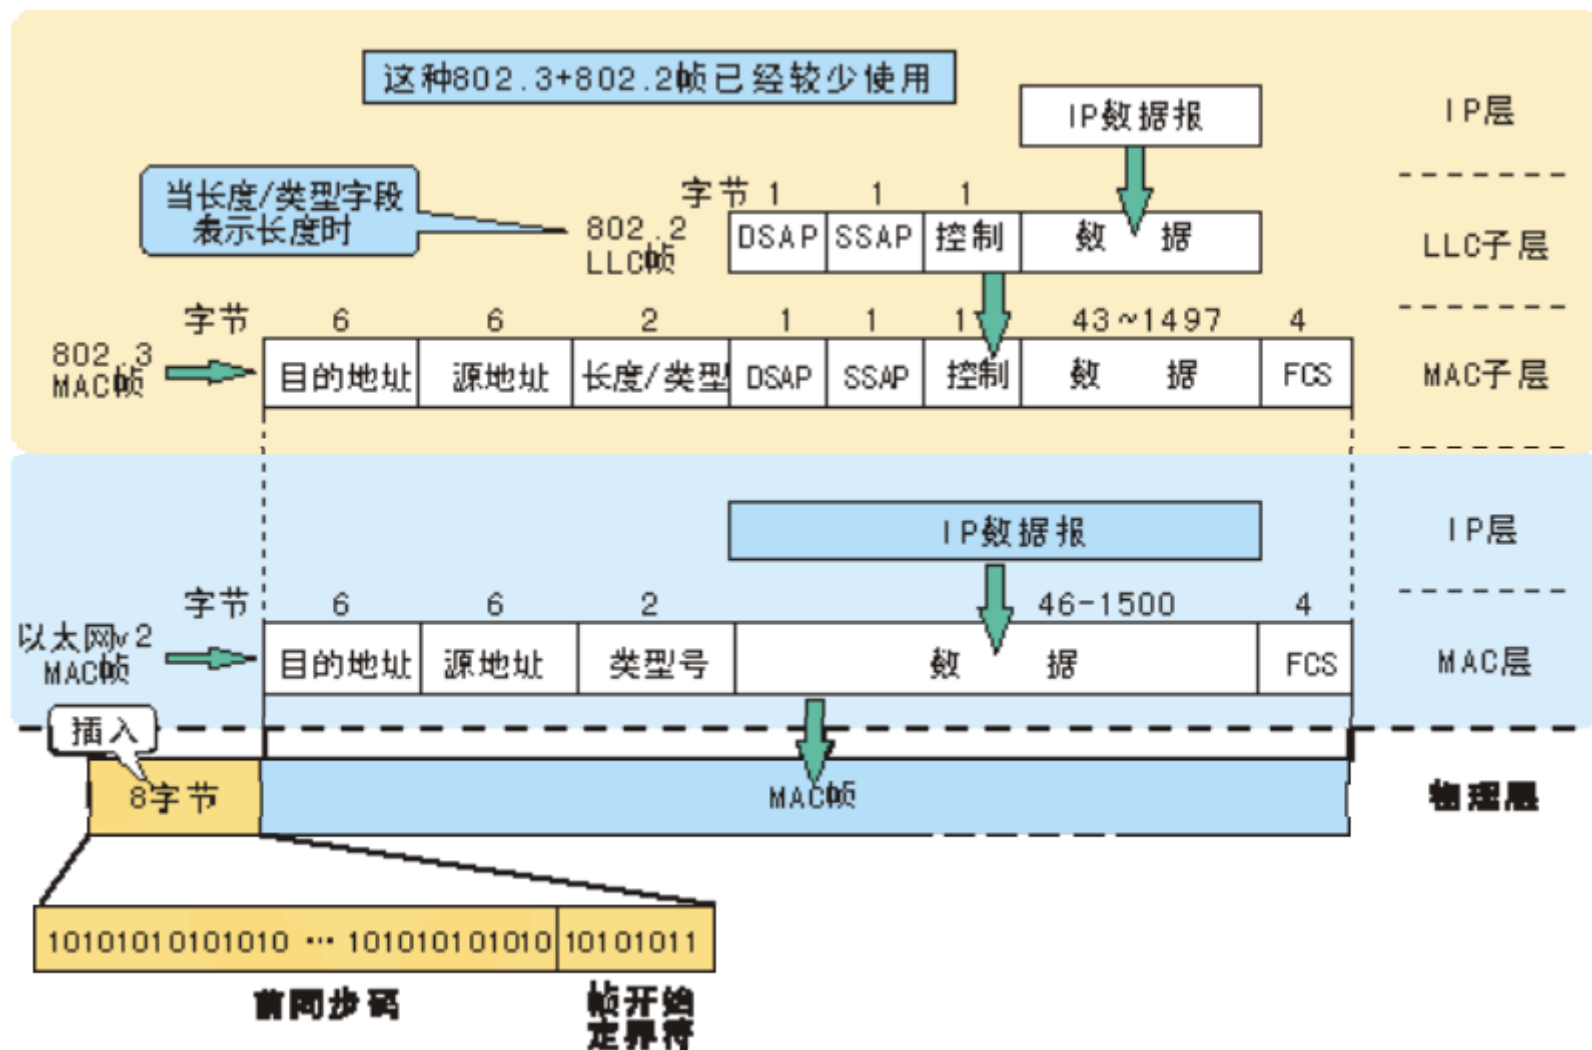 这种802.3+802.2帧已经较少使用
IP数据报
IP层
当长度/类型字段
表示长度时
字节 1 1 1
802.2
LLC帧
DSAP SSAP 控制 数 据
LLC子层
字节 6 6 2 1 1 1 43~1497 4
802.3
MAC帧
目的地址 源地址 长度/类型 DSAP SSAP 控制 数 据 FCS
MAC子层
IP数据报
IP层
字节 6 6 2 46-1500 4
以太网v2
MAC帧
目的地址 源地址 类型号 数 据 FCS
MAC层
插入
8字节 MAC帧
物理层
10101010101010 … 101010101010 10101011
前同步码
帧开始
定界符